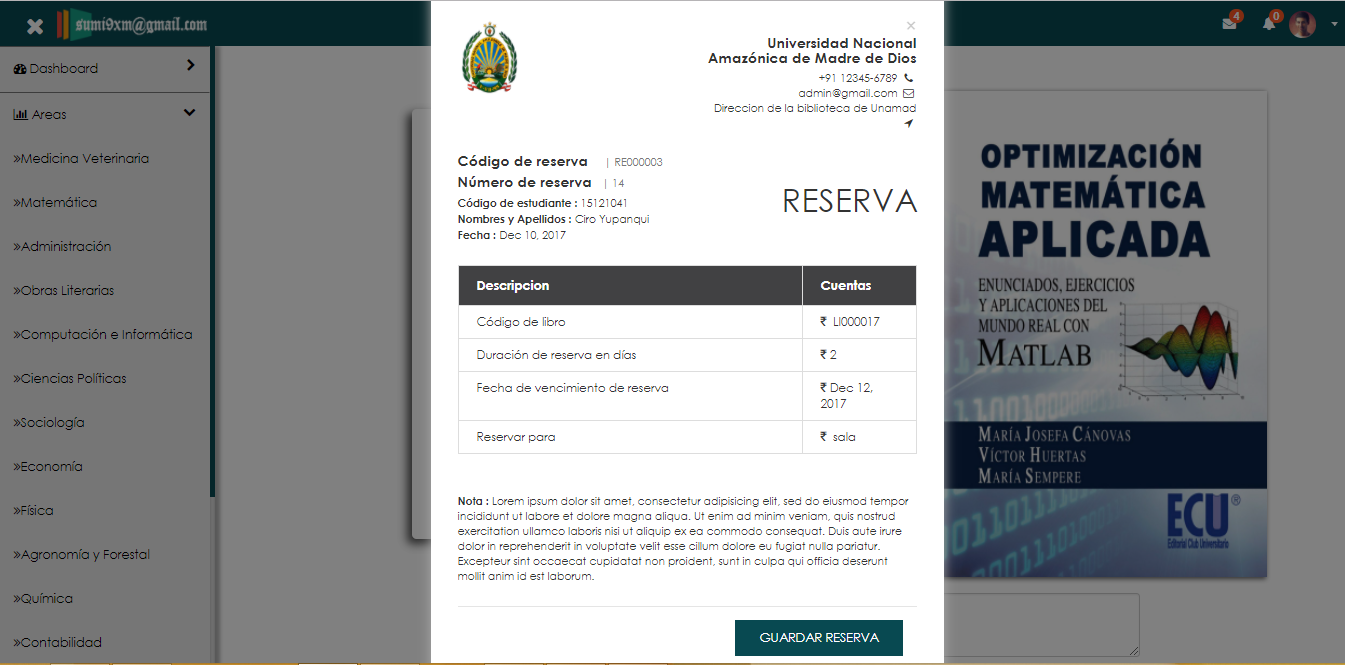 sumi9xm@gmail.com
4
0
Dashboard
Areas
»Medicina Veterinaria
»Matemática
»Administración
»Obras Literarias
»Computación e Informática
»Ciencias Políticas
»Sociología
»Economía
»Física
»Agronomía y Forestal
»Química
»Contabilidad
×
Universidad Nacional
Amazónica de Madre de Dios
+91 12345-6789
admin@gmail.com
Direccion de la biblioteca de Unamad
Código de reserva | RE000003
Número de reserva | 14
Código de estudiante : 15121041
Nombres y Apellidos : Ciro Yupanqui
Fecha : Dec 10, 2017
RESERVA
Descripcion Cuentas
Código de libro ₹ LI000017
Duración de reserva en días ₹ 2
Fecha de vencimiento de reserva ₹ Dec 12,
2017
Reservar para ₹ sala
Nota : Lorem ipsum dolor sit amet, consectetur adipisicing elit, sed do eiusmod tempor
incididunt ut labore et dolore magna aliqua. Ut enim ad minim veniam, quis nostrud
exercitation ullamco laboris nisi ut aliquip ex ea commodo consequat. Duis aute irure
dolor in reprehenderit in voluptate velit esse cillum dolore eu fugiat nulla pariatur.
Excepteur sint occaecat cupidatat non proident, sunt in culpa qui officia deserunt
mollit anim id est laborum.
GUARDAR RESERVA
OPTIMIZACIÓN
MATEMÁTICA
APLICADA
ENUNCIADOS, EJERCICIOS
Y APLICACIONES DEL
MUNDO REAL CON
MATLAB
MARÍA JOSEFA CÁNOVAS
VÍCTOR HUERTAS
MARÍA SEMPERE
ECU®
Editorial Club Universitario